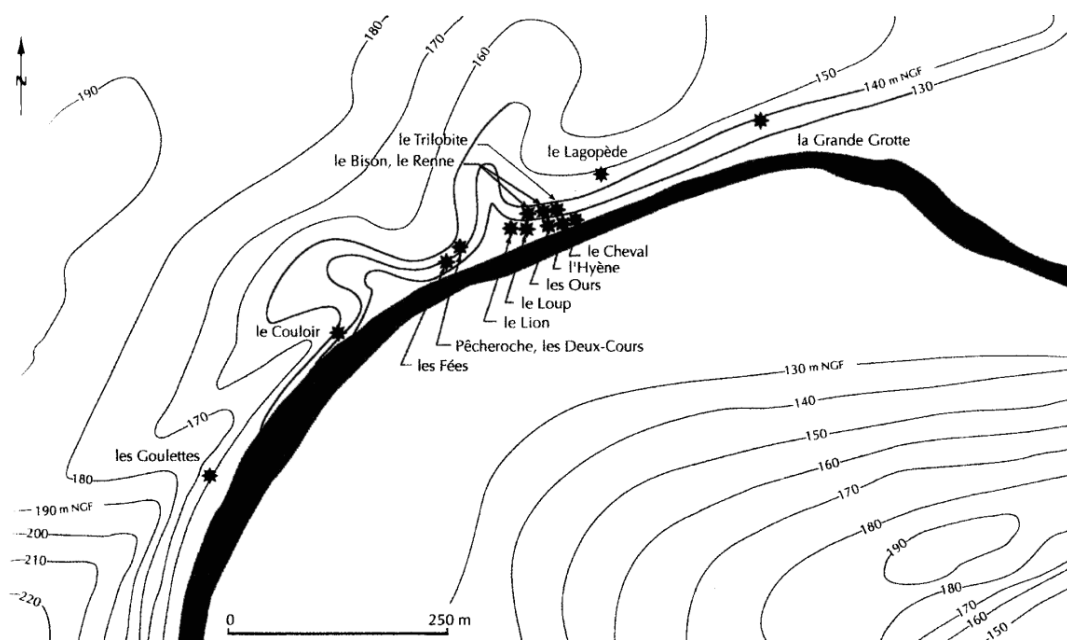 180
170
160
190
150
140 m NGF
130
N
le Trilobite
le Bison, le Renne
le Lagopède
la Grande Grotte
le Cheval
l'Hyène
les Ours
le Loup
le Lion
le Couloir
Pêcheroche, les Deux-Cours
les Fées
130 m NGF
140
170
150
les Goulettes
160
180
170
190 m NGF
180
200
190
210
180
220
170
160
150
0 250 m